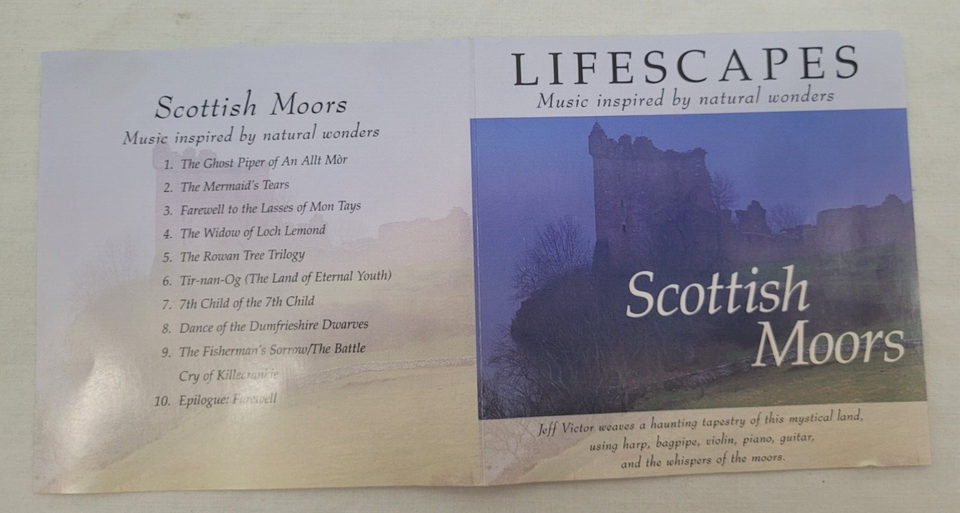 Scottish Moors
Music inspired by natural wonders
1. The Ghost Piper of An Allt Mòr
2. The Mermaid's Tears
3. Farewell to the Lasses of Mon Tays
4. The Widow of Loch Lemond
5. The Rowan Tree Trilogy
6. Tir-nan-Og (The Land of Eternal Youth)
7. 7th Child of the 7th Child
8. Dance of the Dumfrieshire Dwarves
9. The Fisherman's Sorrow/The Battle
Cry of Killecrankie
10. Epilogue: Farewell
LIFESCAPES
Music inspired by natural wonders
Scottish
Moors
Jeff Victor weaves a haunting tapestry of this mystical land,
using harp, bagpipe, violin, piano, guitar,
and the whispers of the moors.